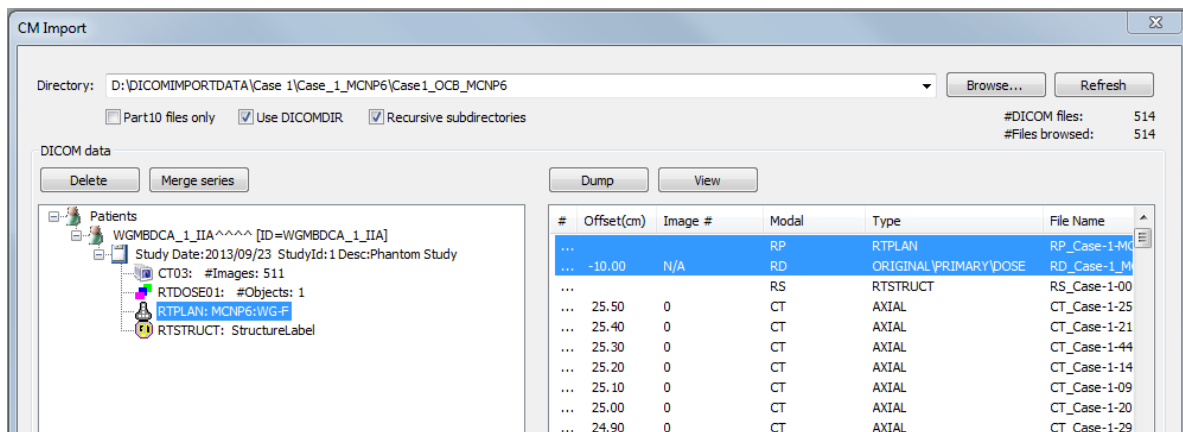 CM Import
Directory: D:\DICOMIMPORTDATA\Case 1\Case_1_MCNP6\Case1_OCB_MCNP6 Browse... Refresh
Part10 files only Use DICOMDIR Recursive subdirectories #DICOM files: 514
#Files browsed: 514
DICOM data
Delete Merge series Dump View
Patients
WGMBDCA_1_IIA^^^^ [ID=WGMBDCA_1_IIA]
Study Date:2013/09/23 StudyId:1 Desc:Phantom Study
CT03: #Images: 511
RTDOSE01: #Objects: 1
RTPLAN: MCNP6:WG-F
RTSTRUCT: StructureLabel
# Offset(cm) Image # Modal Type File Name
... RP RTPLAN RP_Case-1-MC
... -10.00 N/A RD ORIGINAL\PRIMARY\DOSE RD_Case-1_M
... RS RTSTRUCT RS_Case-1-00
... 25.50 0 CT AXIAL CT_Case-1-25
... 25.40 0 CT AXIAL CT_Case-1-21
... 25.30 0 CT AXIAL CT_Case-1-44
... 25.20 0 CT AXIAL CT_Case-1-14
... 25.10 0 CT AXIAL CT_Case-1-09
... 25.00 0 CT AXIAL CT_Case-1-20
... 24.90 0 CT AXIAL CT_Case-1-29